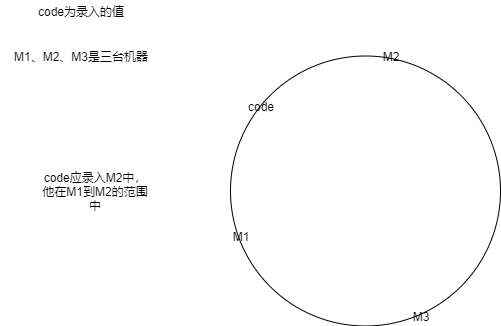 code为录入的值
M1、M2、M3是三台机器
M2
code
code应录入M2中，
他在M1到M2的范围
中
M1
M3